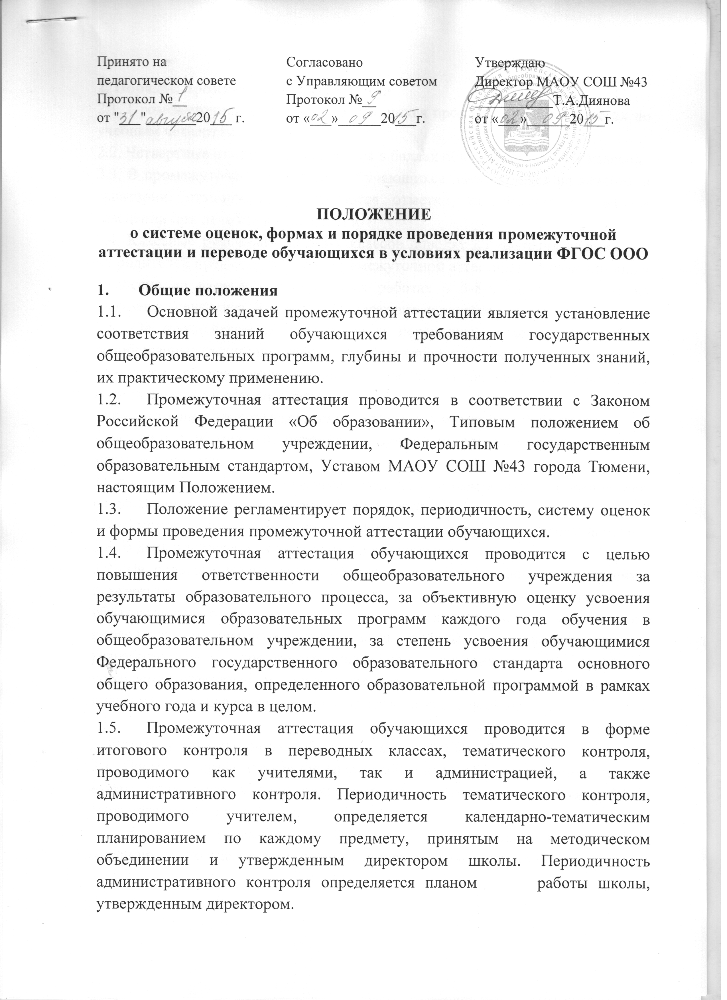 Принято на
педагогическом совете
Протокол № 1
от "31 " августа 20 15 г.
Согласовано
с Управляющим советом
Протокол № 9
от «02 » 09 2015 г.
Утверждаю
Директор МАОУ СОШ №43
Т.А.Диянова
от «02 » 09 2015 г.
ПОЛОЖЕНИЕ
о системе оценок, формах и порядке проведения промежуточной
аттестации и переводе обучающихся в условиях реализации ФГОС ООО
1. Общие положения
1.1. Основной задачей промежуточной аттестации является установление
соответствия знаний обучающихся требованиям государственных
общеобразовательных программ, глубины и прочности полученных знаний,
их практическому применению.
1.2. Промежуточная аттестация проводится в соответствии с Законом
Российской Федерации «Об образовании», Типовым положением об
общеобразовательном учреждении, Федеральным государственным
образовательным стандартом, Уставом МАОУ СОШ №43 города Тюмени,
настоящим Положением.
1.3. Положение регламентирует порядок, периодичность, систему оценок
и формы проведения промежуточной аттестации обучающихся.
1.4. Промежуточная аттестация обучающихся проводится с целью
повышения ответственности общеобразовательного учреждения за
результаты образовательного процесса, за объективную оценку усвоения
обучающимися образовательных программ каждого года обучения в
общеобразовательном учреждении, за степень усвоения обучающимися
Федерального государственного образовательного стандарта основного
общего образования, определенного образовательной программой в рамках
учебного года и курса в целом.
1.5. Промежуточная аттестация обучающихся проводится в форме
итогового контроля в переводных классах, тематического контроля,
проводимого как учителями, так и администрацией, а также
административного контроля. Периодичность тематического контроля,
проводимого учителем, определяется календарно-тематическим
планированием по каждому предмету, принятым на методическом
объединении и утвержденным директором школы. Периодичность
административного контроля определяется планом работы школы,
утвержденным директором.